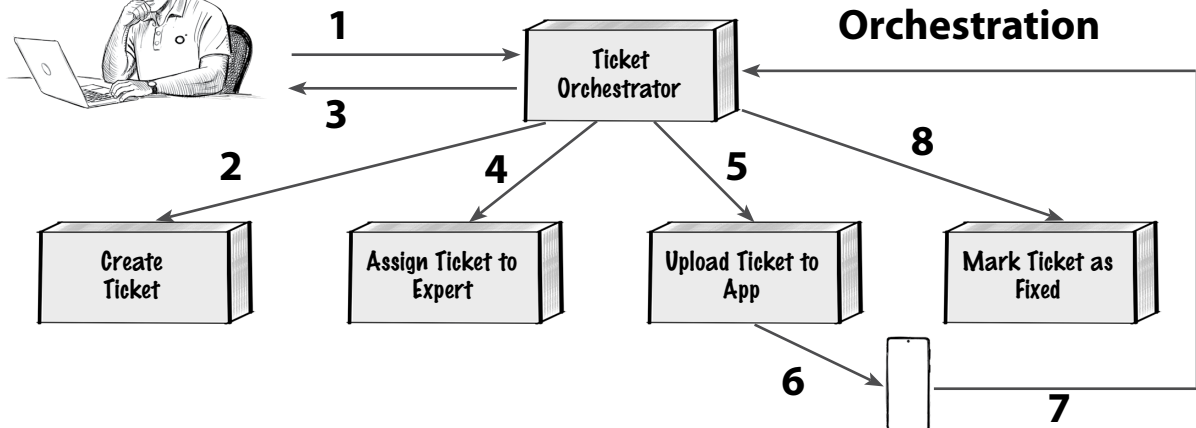 1
Orchestration
Ticket
Orchestrator
3
2
4
5
8
Create
Ticket
Assign Ticket to
Expert
Upload Ticket to
App
Mark Ticket as
Fixed
6
7